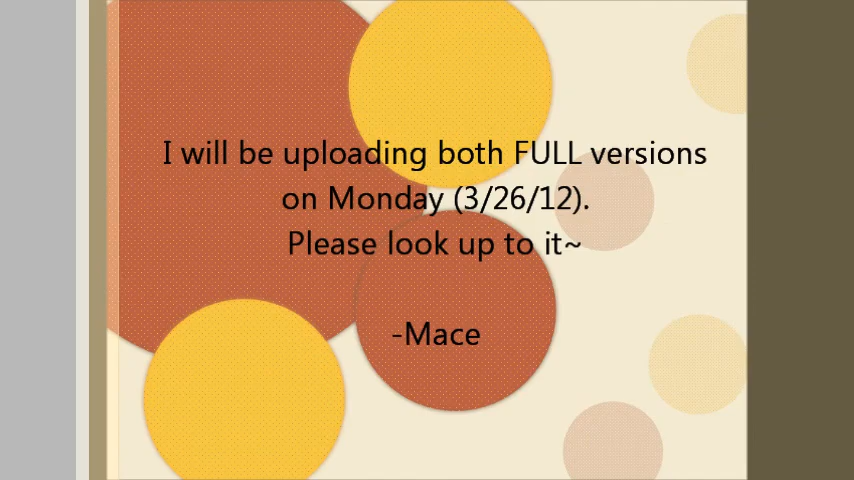 I will be uploading both FULL versions
on Monday (3/26/12).
Please look up to it~
-Mace